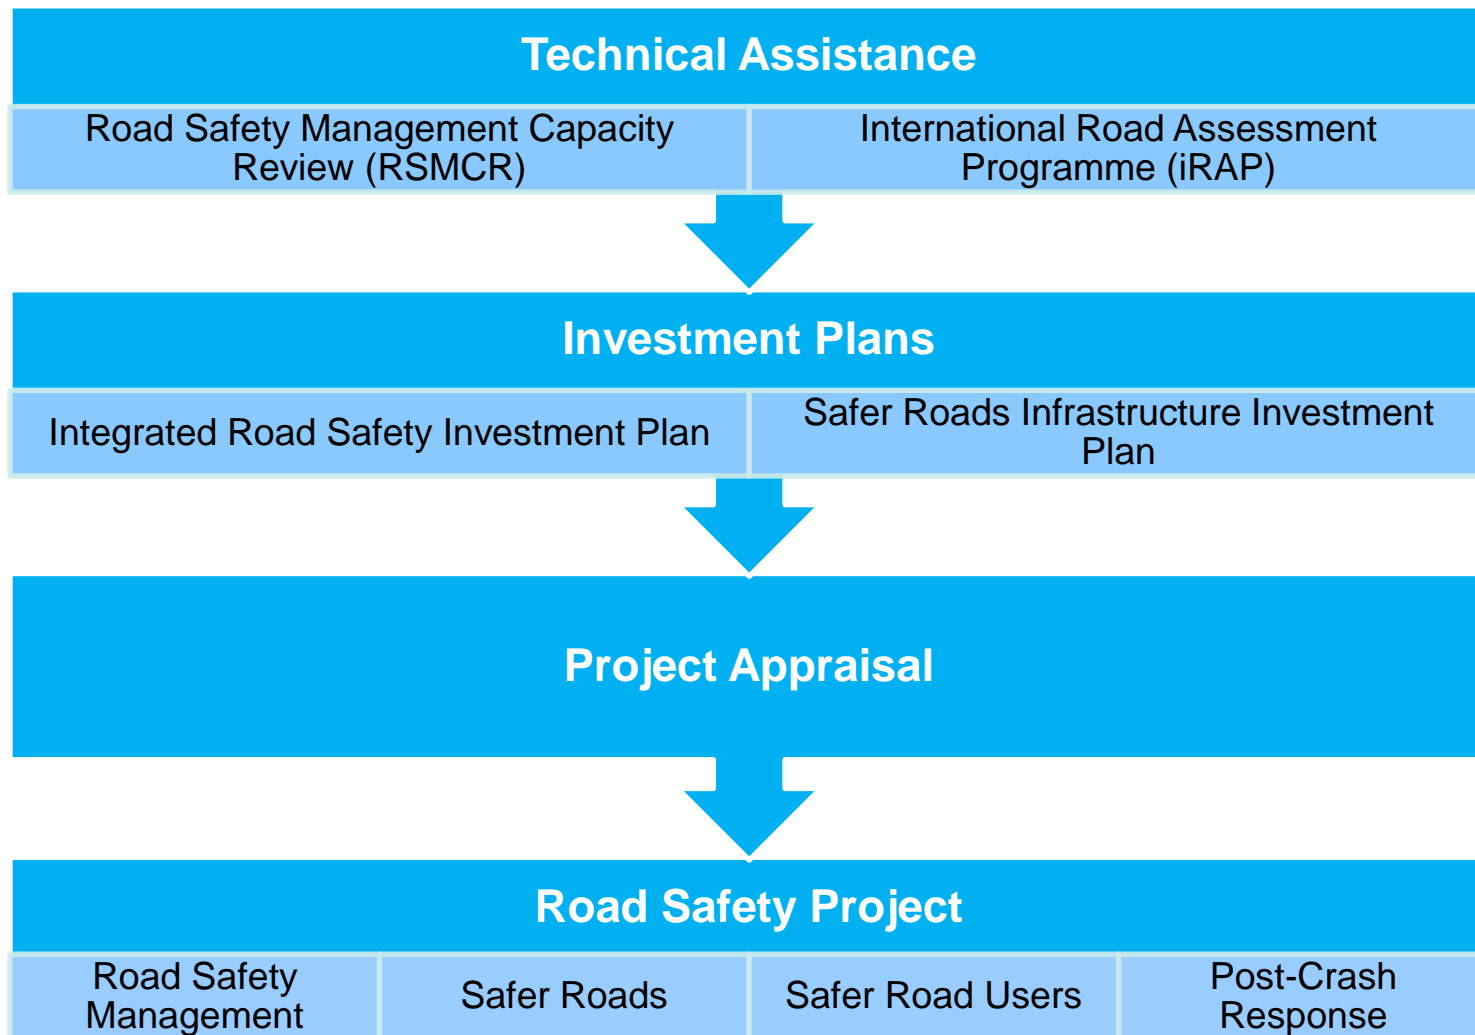 Technical Assistance
Road Safety Management Capacity
Review (RSMCR)
International Road Assessment
Programme (iRAP)
Investment Plans
Integrated Road Safety Investment Plan
Safer Roads Infrastructure Investment
Plan
Project Appraisal
Road Safety Project
Road Safety
Management
Safer Roads
Safer Road Users
Post-Crash
Response